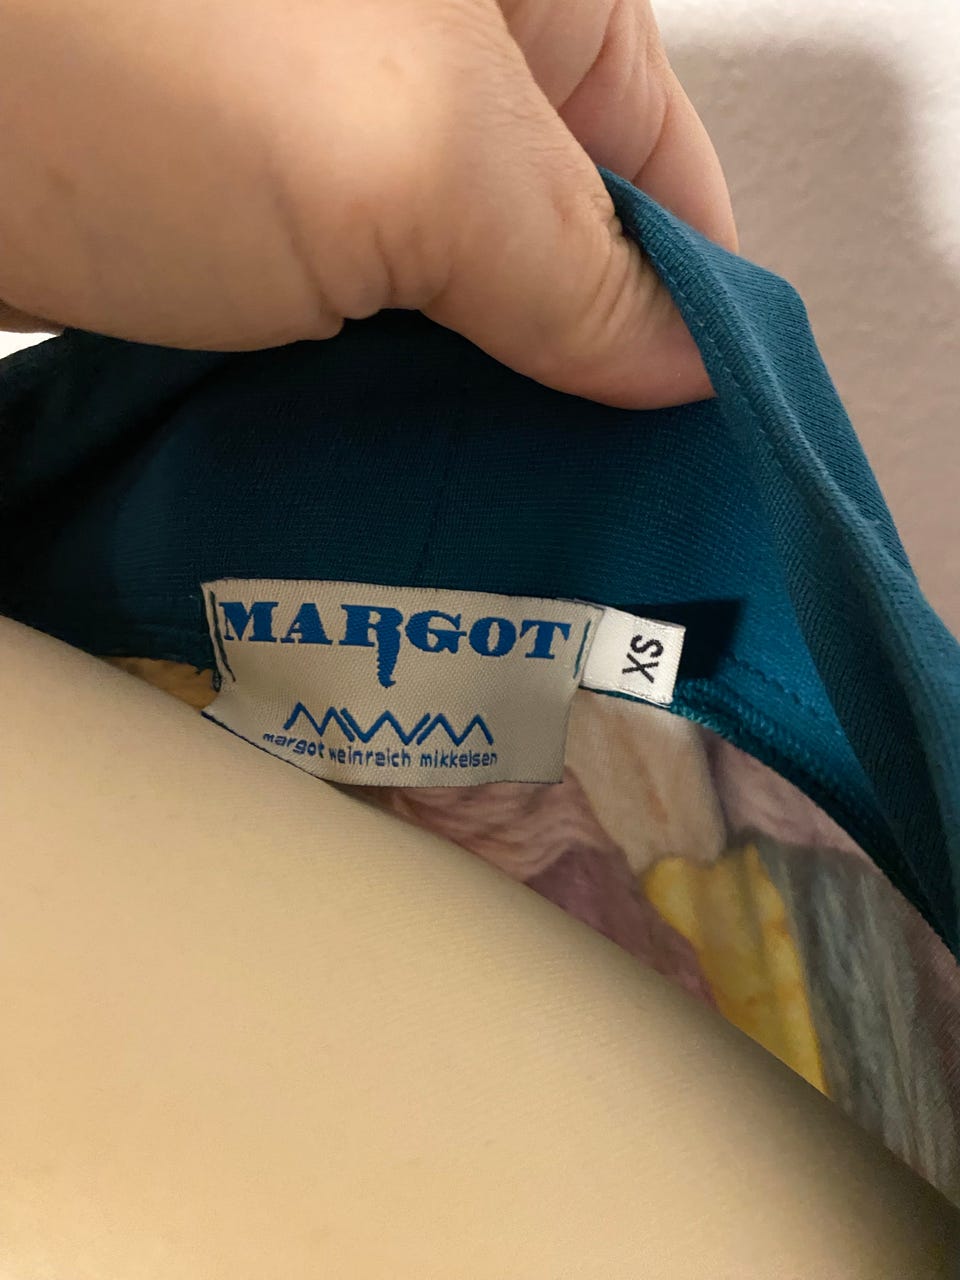 MARGOT
MWM
margot weinreich mikkelsen
XS